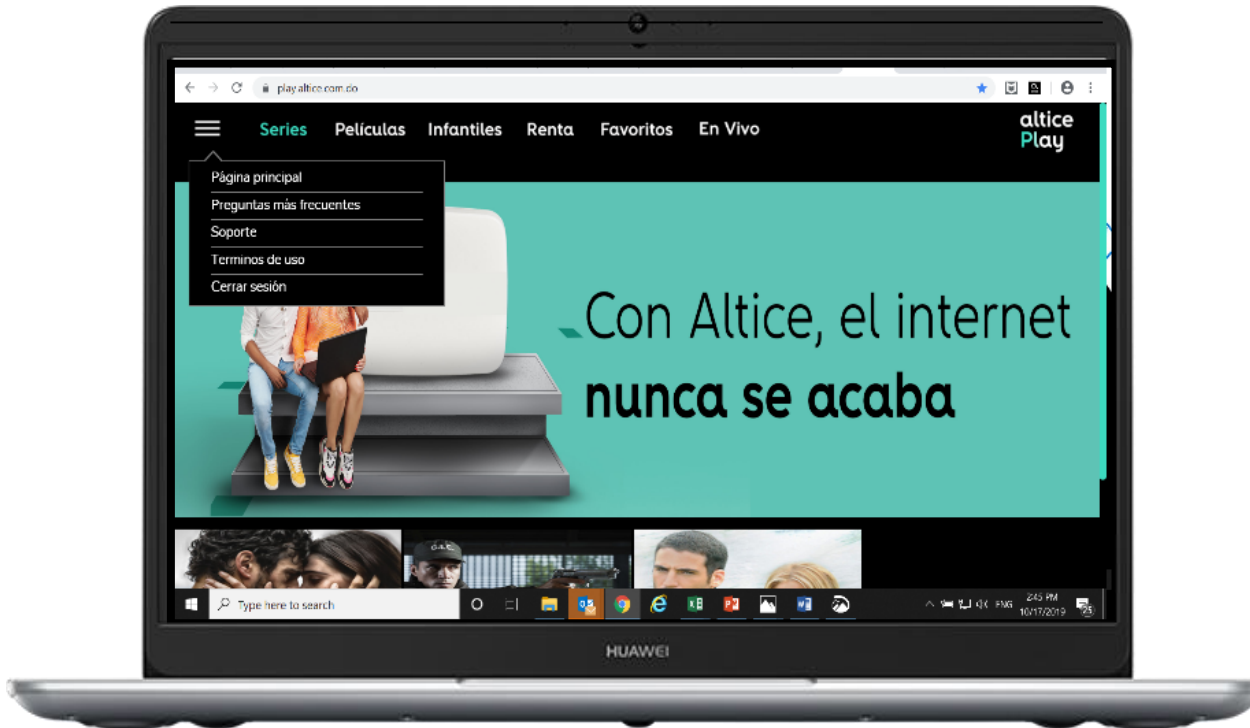 play.altice.com.do
Series Películas Infantiles Renta Favoritos En Vivo
altice
Play
Página principal
Preguntas más frecuentes
Soporte
Terminos de uso
Cerrar sesión
Con Altice, el internet
nunca se acaba
C.I.C.
Type here to search
ENG
2:45 PM
10/17/2019
25
HUAWEI